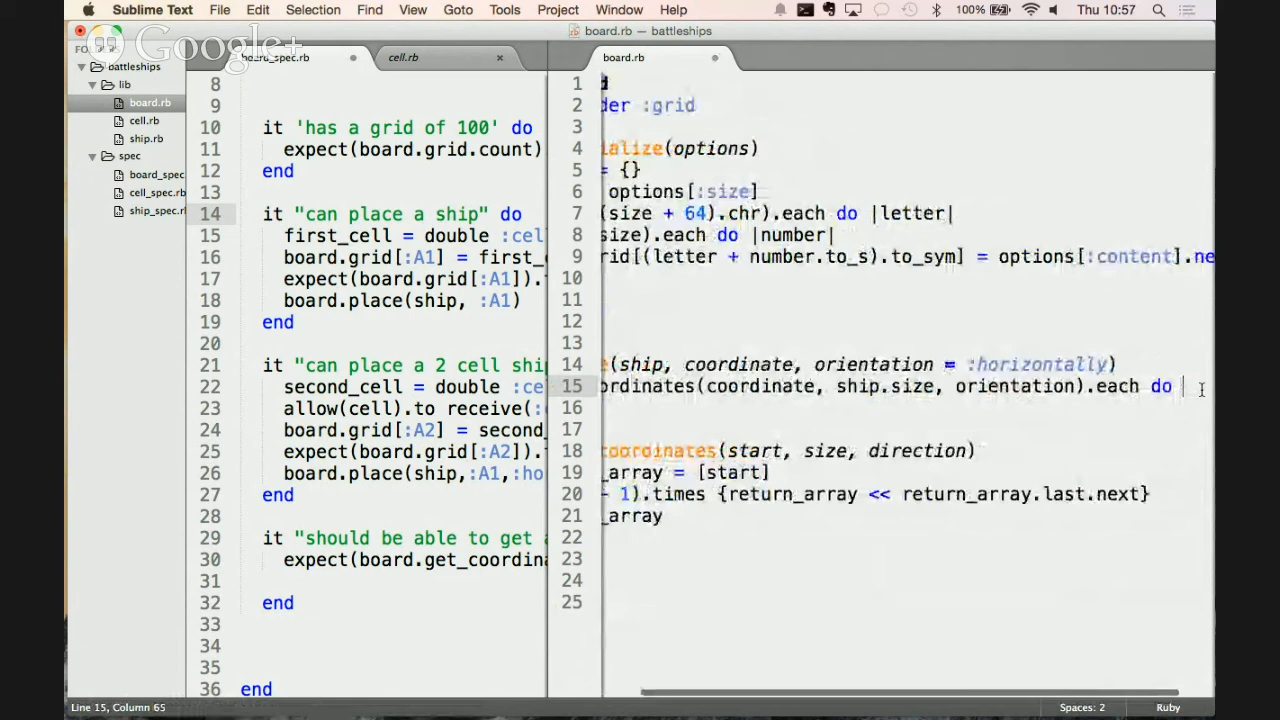 Sublime Text File Edit Selection Find View Goto Tools Project Window Help 100% Thu 10:57
board.rb — battleships
Google+
board_spec.rb
cell.rb
board.rb
battleships
lib
board.rb
cell.rb
ship.rb
spec
board_spec
cell_spec.rb
ship_spec.rl
8
9
10 it 'has a grid of 100' do
11 expect(board.grid.count)
12 end
13
14 it "can place a ship" do
15 first_cell = double :cel
16 board.grid[:A1] = first_
17 expect(board.grid[:A1]).
18 board.place(ship, :A1)
19 end
20
21 it "can place a 2 cell shi
22 second_cell = double :ce
23 allow(cell).to receive(:
24 board.grid[:A2] = second_
25 expect(board.grid[:A2]).
26 board.place(ship,:A1,:ho
27 end
28
29 it "should be able to get
30 expect(board.get_coordina
31
32 end
33
34
35
36 end
1
2 der :grid
3
4 ialize(options)
5 = {}
6 options[:size]
7 (size + 64).chr).each do |letter|
8 size).each do |number|
9 rid[(letter + number.to_s).to_sym] = options[:content].ne
10
11
12
13
14 e(ship, coordinate, orientation = :horizontally)
15 ordinates(coordinate, ship.size, orientation).each do
16
17
18 coordinates(start, size, direction)
19 _array = [start]
20 - 1).times {return_array << return_array.last.next}
21 _array
22
23
24
25
Line 15, Column 65
Spaces: 2
Ruby